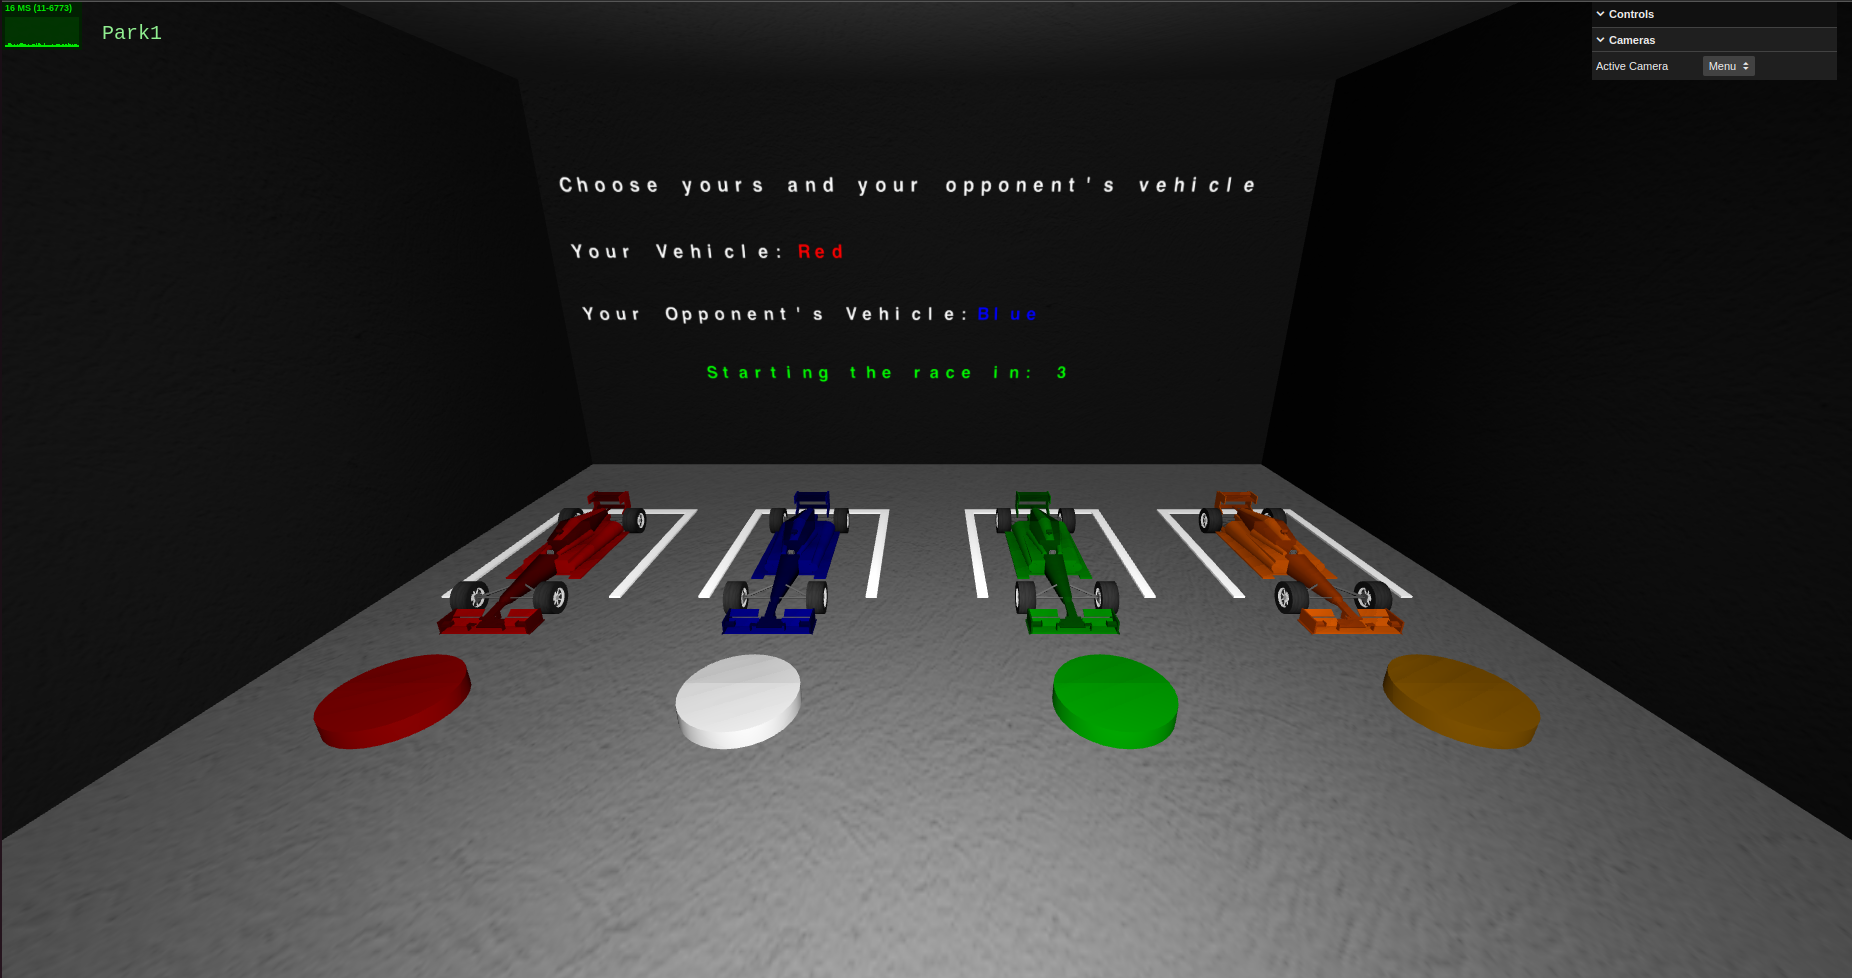 16 MS (11-6773)
Park1
Controls
Cameras
Active Camera Menu
Choose yours and your opponent's vehicle
Your Vehicle: Red
Your Opponent's Vehicle: Blue
Starting the race in: 3